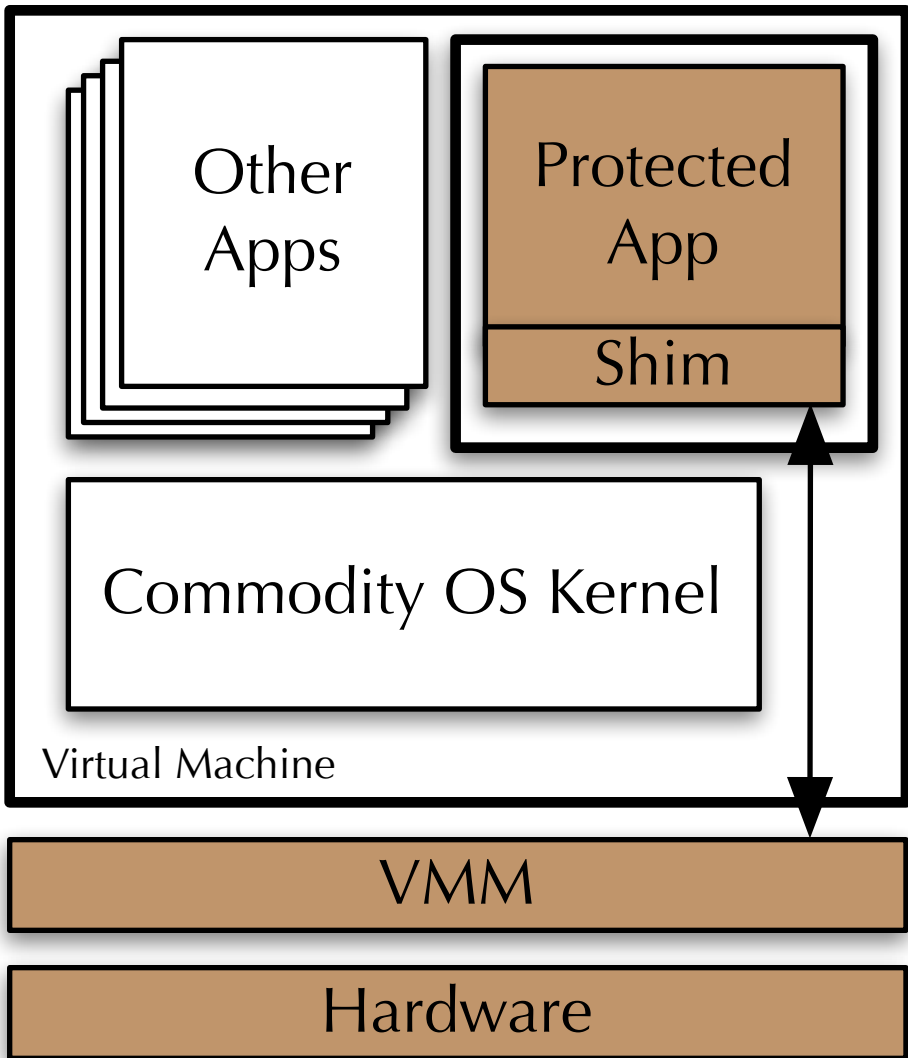 Other
Apps
Protected
App
Shim
Commodity OS Kernel
Virtual Machine
VMM
Hardware